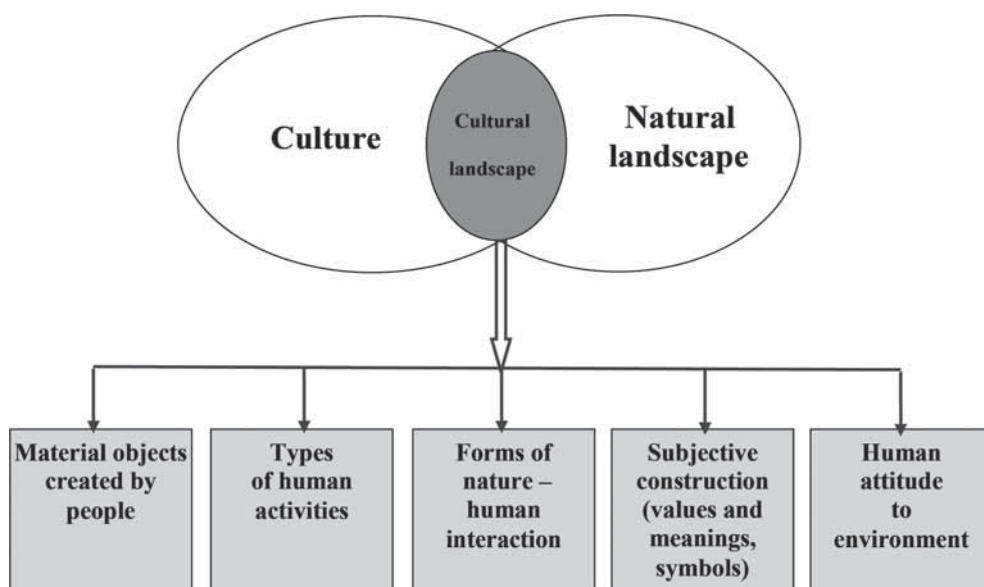 Culture
Cultural
landscape
Natural
landscape
Material objects
created by
people
Types
of human
activities
Forms of
nature –
human
interaction
Subjective
construction
(values and
meanings,
symbols)
Human
attitude
to
environment